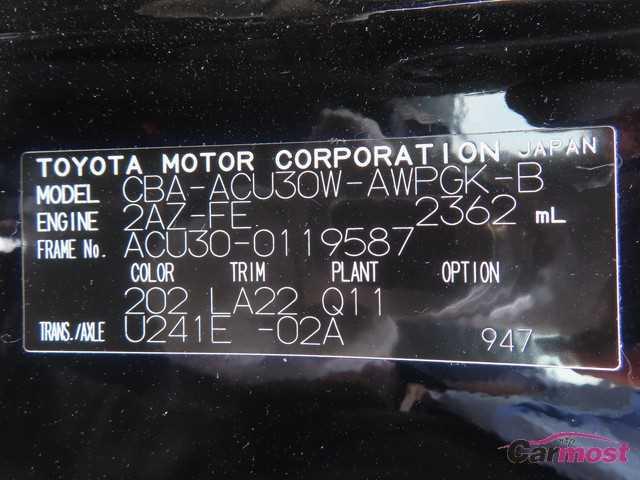 TOYOTA MOTOR CORPORATION JAPAN
MODEL CBA-ACU30W-AWPGK-B
ENGINE 2AZ-FE 2362 mL
FRAME No. ACU30-0119587
COLOR TRIM PLANT OPTION
202 LA22 Q11
TRANS./AXLE U241E -02A 947
Carmost